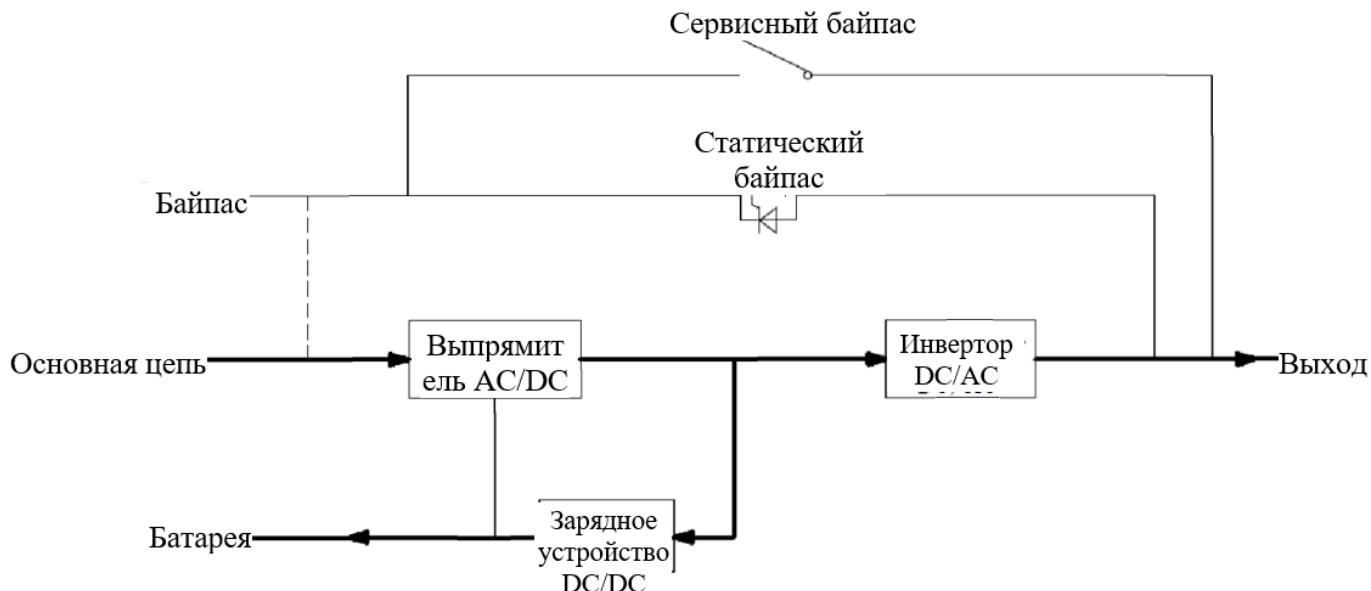 Сервисный байпас
Статический
байпас
Байпас
Основная цепь
Выпрямит
ель AC/DC
Инвертор
DC/AC
Выход
Батарея
Зарядное
устройство
DC/DC